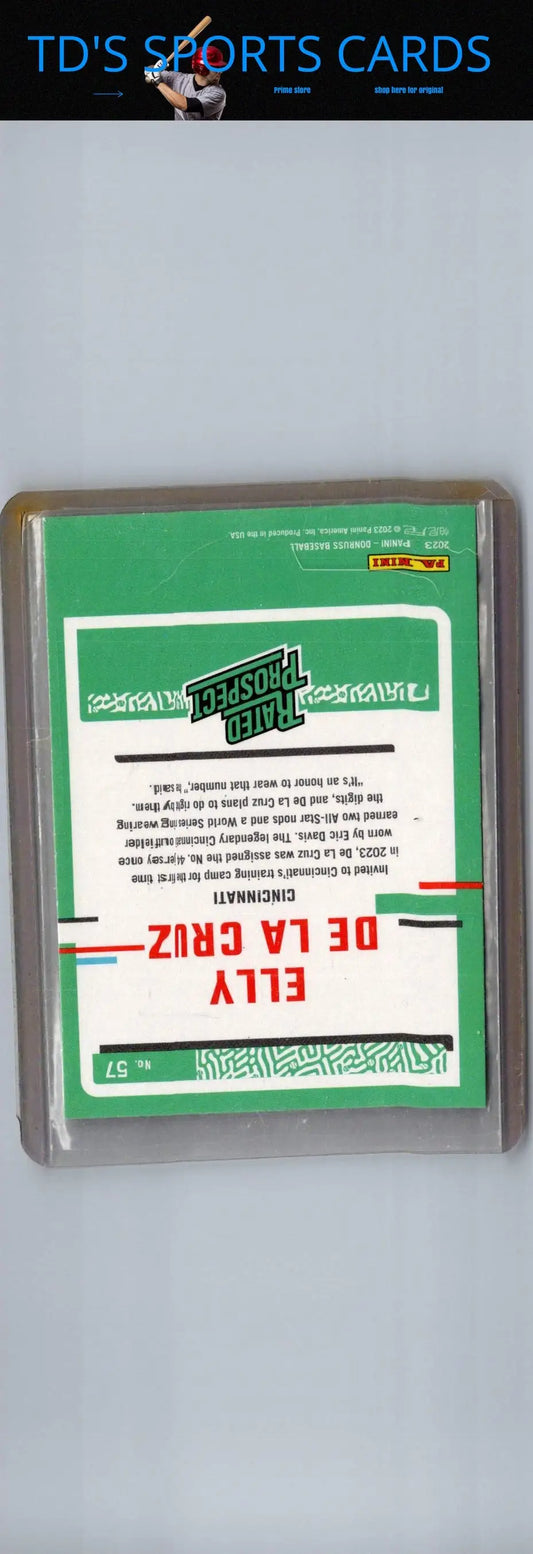 TD'S SPORTS CARDS
Prime store
shop here for original
No. 57
ELLY
DE LA CRUZ
CINCINNATI
Invited to Cincinnati's training camp for the first time
in 2023, De La Cruz was assigned the No. 44 jersey once
worn by Eric Davis. The legendary Cincinnati outfielder
earned two All-Star nods and a World Series ring wearing
the digits, and De La Cruz plans to do right by them.
"It's an honor to wear that number," he said.
RATED
PROSPECT
PANINI
2023 PANINI – DONRUSS BASEBALL
© 2023 Panini America, Inc. Produced in the USA.